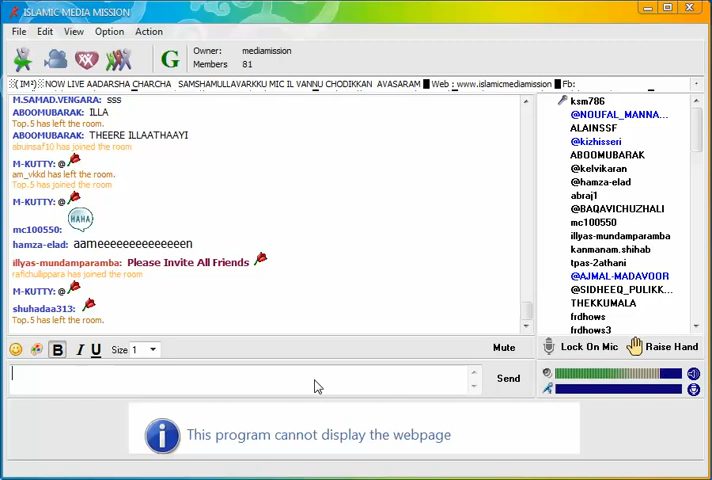 ISLAMIC MEDIA MISSION
File Edit View Option Action
G Owner: mediamission
Members 81
( IM²) NOW LIVE AADARSHA CHARCHA SAMSHAMULLAVARKKU MIC IL VANNU CHODIKKAN AVASARAM Web : www.islamicmediamission Fb:
M.SAMAD.VENGARA: sss
ABOOMUBARAK: ILLA
Top.5 has left the room.
ABOOMUBARAK: THEERE ILLAATHAAYI
abuinsaf10 has joined the room
M-KUTTY: @
am_vkkd has left the room.
Top.5 has joined the room
M-KUTTY: @
mc100550: HAHA
hamza-elad: aameeeeeeeeeeeeeen
illyas-mundamparamba: Please Invite All Friends
rafichullippara has joined the room
M-KUTTY: @
shuhadaa313:
Top.5 has left the room.
ksm786
@NOUFAL_MANNA...
ALAINSSF
@kizhisseri
ABOOMUBARAK
@kelvikaran
@hamza-elad
abraj1
@BAQAVICHUZHALI
mc100550
illyas-mundamparamba
kanmanam.shihab
tpas-2athani
@AJMAL-MADAVOOR
@SIDHEEQ_PULIKK...
THEKKUMALA
frdhows
frdhows3
B I U Size 1 Mute
Lock On Mic Raise Hand
Send
This program cannot display the webpage